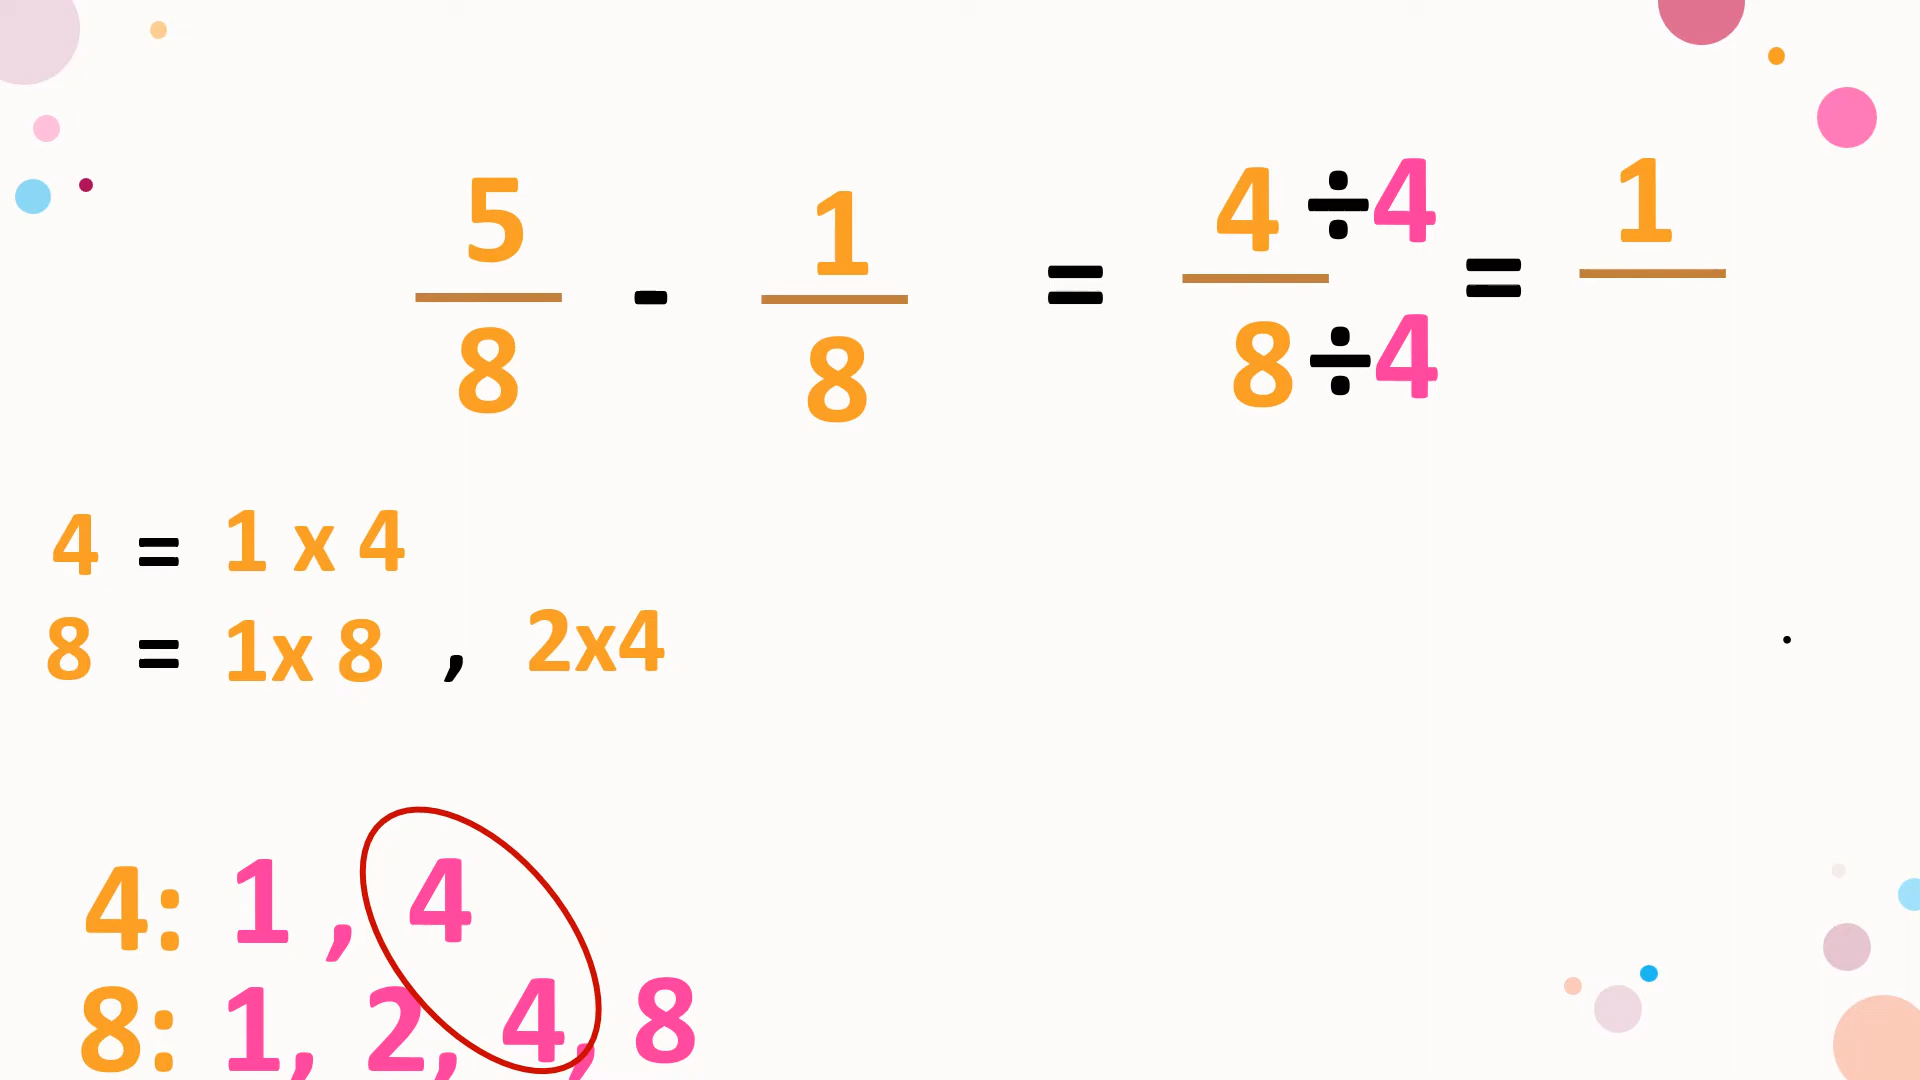 5/8 - 1/8 = 4÷4/8÷4 = 1/
4 = 1 x 4
8 = 1x 8 , 2x4
4: 1 , 4
8: 1, 2, 4, 8